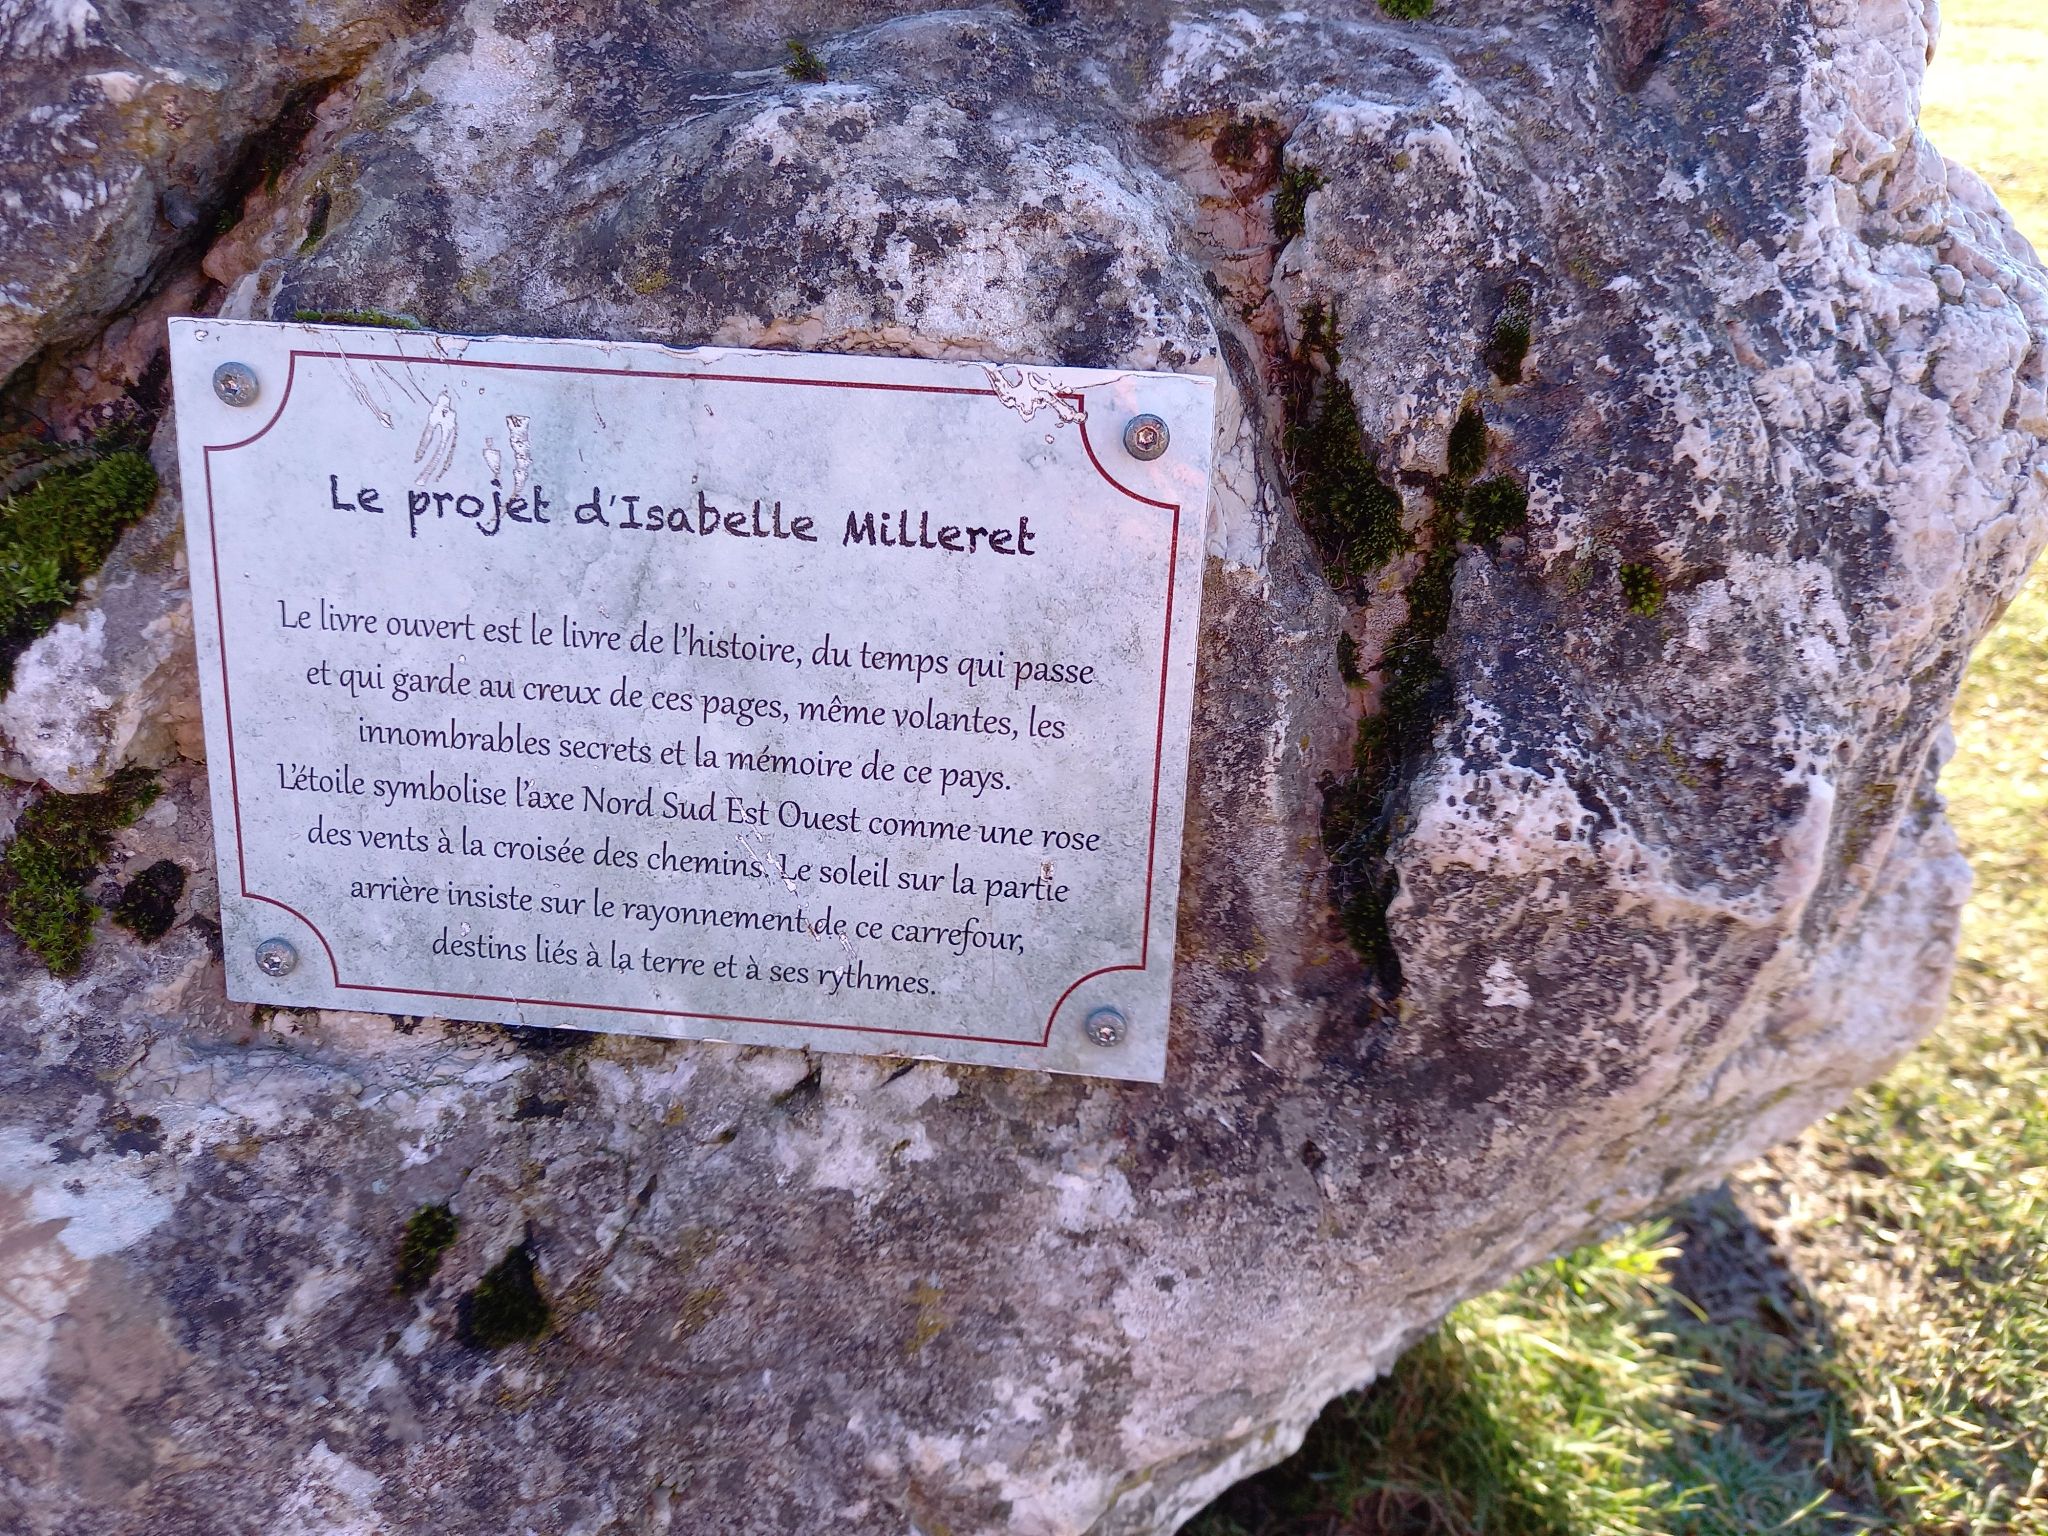 Le projet d'Isabelle Milleret
Le livre ouvert est le livre de l'histoire, du temps qui passe
et qui garde au creux de ces pages, même volantes, les
innombrables secrets et la mémoire de ce pays.
L'étoile symbolise l'axe Nord Sud Est Ouest comme une rose
des vents à la croisée des chemins. Le soleil sur la partie
arrière insiste sur le rayonnement de ce carrefour,
destins liés à la terre et à ses rythmes.